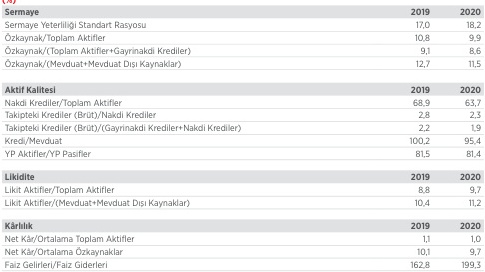 (%)
Sermaye 2019 2020
Sermaye Yeterliliği Standart Rasyosu 17,0 18,2
Özkaynak/Toplam Aktifler 10,8 9,9
Özkaynak/(Toplam Aktifler+Gayrinakdi Krediler) 9,1 8,6
Özkaynak/(Mevduat+Mevduat Dışı Kaynaklar) 12,7 11,5
Aktif Kalitesi 2019 2020
Nakdi Krediler/Toplam Aktifler 68,9 63,7
Takipteki Krediler (Brüt)/Nakdi Krediler 2,8 2,3
Takipteki Krediler (Brüt)/(Gayrinakdi Krediler+Nakdi Krediler) 2,2 1,9
Kredi/Mevduat 100,2 95,4
YP Aktifler/YP Pasifler 81,5 81,4
Likidite 2019 2020
Likit Aktifler/Toplam Aktifler 8,8 9,7
Likit Aktifler/(Mevduat+Mevduat Dışı Kaynaklar) 10,4 11,2
Kârlılık 2019 2020
Net Kâr/Ortalama Toplam Aktifler 1,1 1,0
Net Kâr/Ortalama Özkaynaklar 10,1 9,7
Faiz Gelirleri/Faiz Giderleri 162,8 199,3